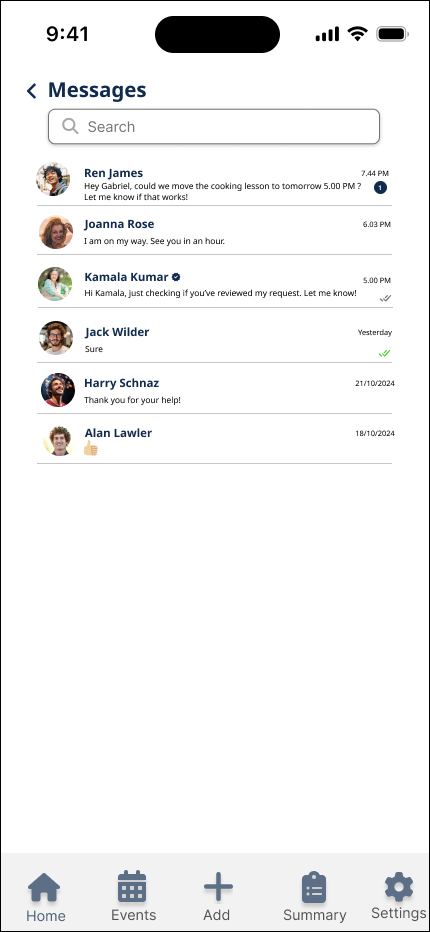 9:41
Messages
Search
Ren James
7.44 PM
Hey Gabriel, could we move the cooking lesson to tomorrow 5.00 PM ?
1
Let me know if that works!
Joanna Rose
6.03 PM
I am on my way. See you in an hour.
Kamala Kumar
5.00 PM
Hi Kamala, just checking if you've reviewed my request. Let me know!
Jack Wilder
Yesterday
Sure
Harry Schnaz
21/10/2024
Thank you for your help!
Alan Lawler
18/10/2024
Home
Events
Add
Summary
Settings